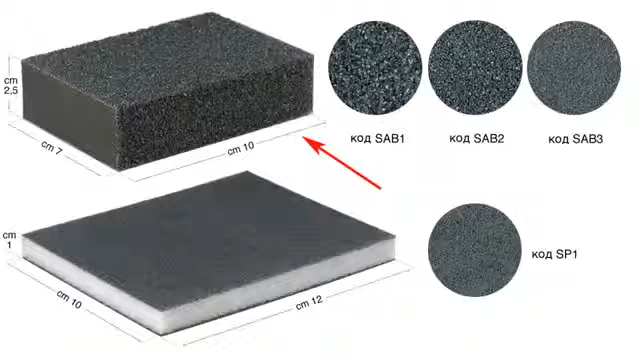 cm
2,5
cm 7
cm 10
код SAB1
код SAB2
код SAB3
cm
1
cm 10
cm 12
код SP1